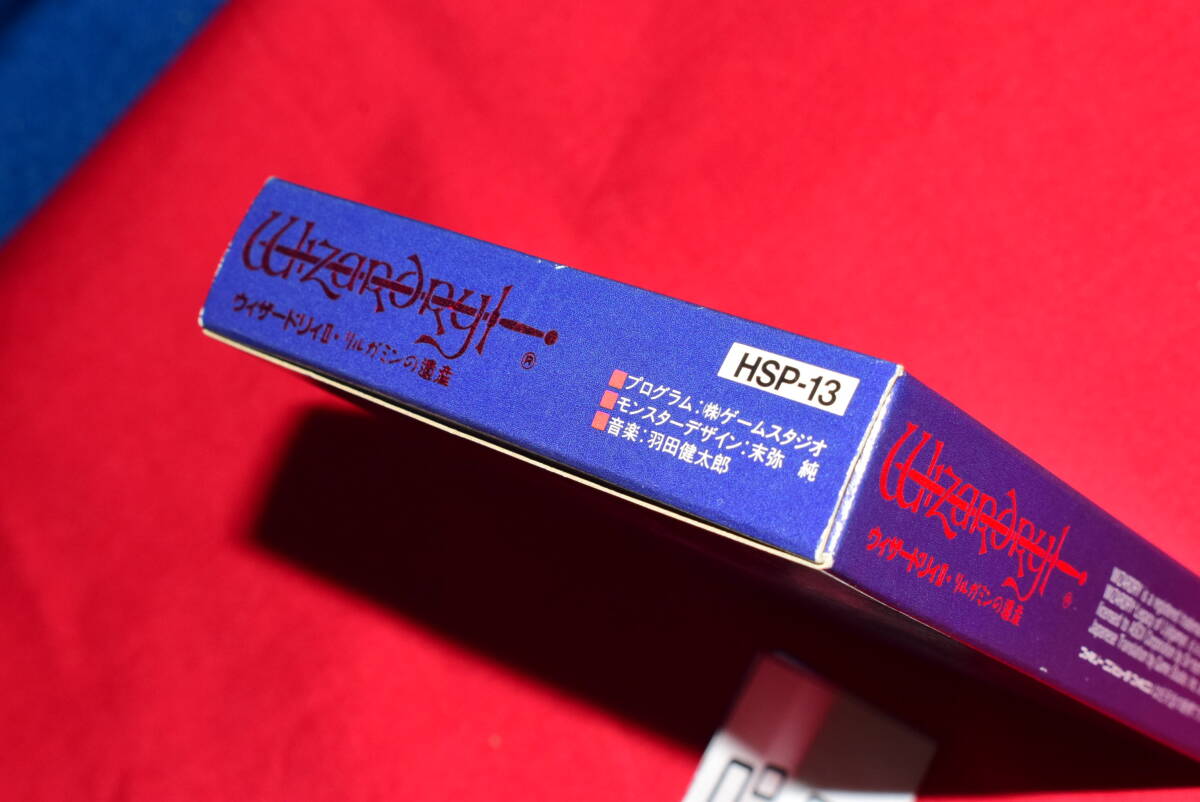 WIZARDRY®
ウィザードリィⅡ・リルガミンの遺産
HSP-13
■プログラム:㈱ゲームスタジオ
■モンスターデザイン:末弥 純
■音楽:羽田健太郎
WIZARDRY®
ウィザードリィⅡ・リルガミンの遺産